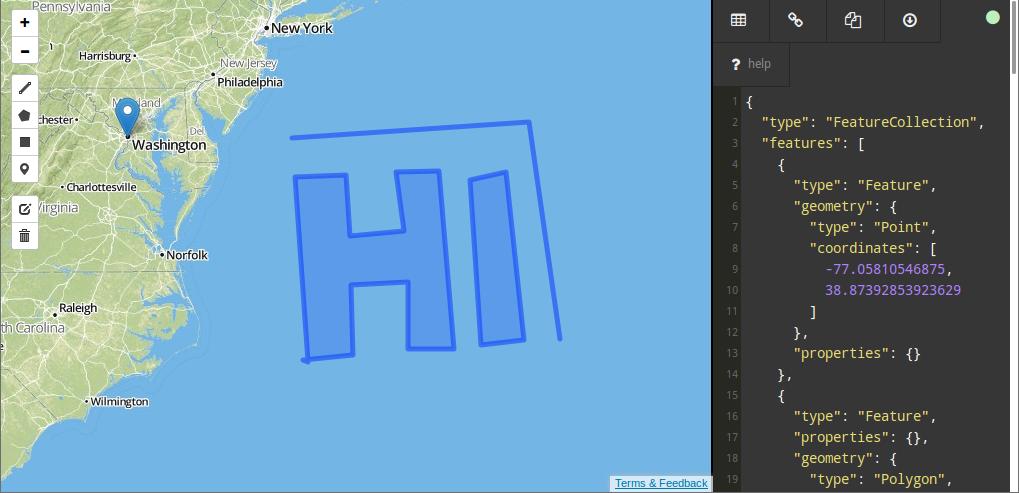 Pennsylvania
New York
Harrisburg
New Jersey
Philadelphia
chester
Del
Washington
Charlottesville
Virginia
Norfolk
Raleigh
th Carolina
Wilmington
HI
Terms & Feedback
? help
1 {
2 "type": "FeatureCollection",
3 "features": [
4 {
5 "type": "Feature",
6 "geometry": {
7 "type": "Point",
8 "coordinates": [
9 -77.05810546875,
10 38.87392853923629
11 ]
12 },
13 "properties": {}
14 },
15 {
16 "type": "Feature",
17 "properties": {},
18 "geometry": {
19 "type": "Polygon",